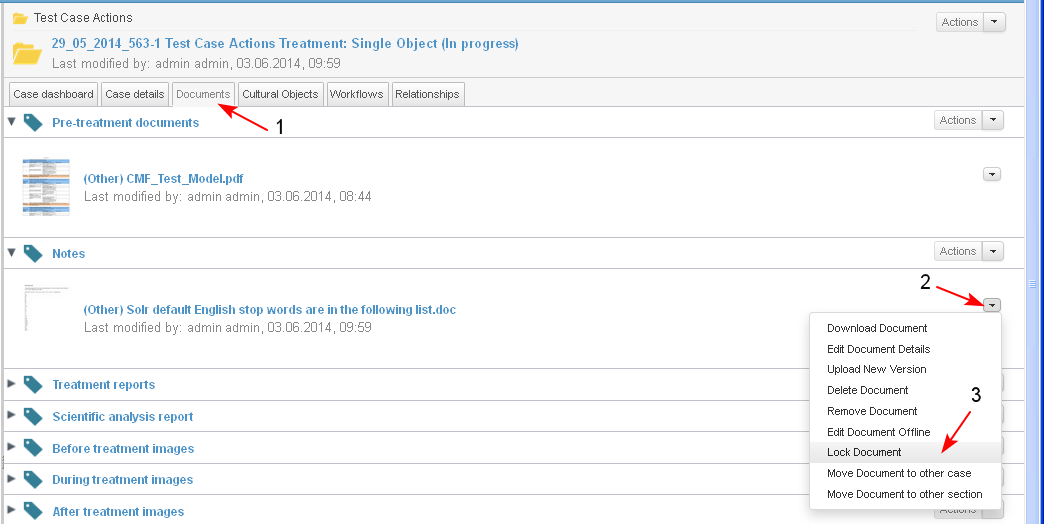 Test Case Actions
Actions
29_05_2014_563-1 Test Case Actions Treatment: Single Object (In progress)
Last modified by: admin admin, 03.06.2014, 09:59
Case dashboard Case details Documents Cultural Objects Workflows Relationships
1
Pre-treatment documents
Actions
(Other) CMF_Test_Model.pdf
Last modified by: admin admin, 03.06.2014, 08:44
Notes
Actions
2
(Other) Solr default English stop words are in the following list.doc
Last modified by: admin admin, 03.06.2014, 09:59
Download Document
Edit Document Details
Upload New Version
Delete Document
Remove Document
Edit Document Offline
Lock Document
Move Document to other case
Move Document to other section
3
Treatment reports
Scientific analysis report
Before treatment images
During treatment images
After treatment images
Actions